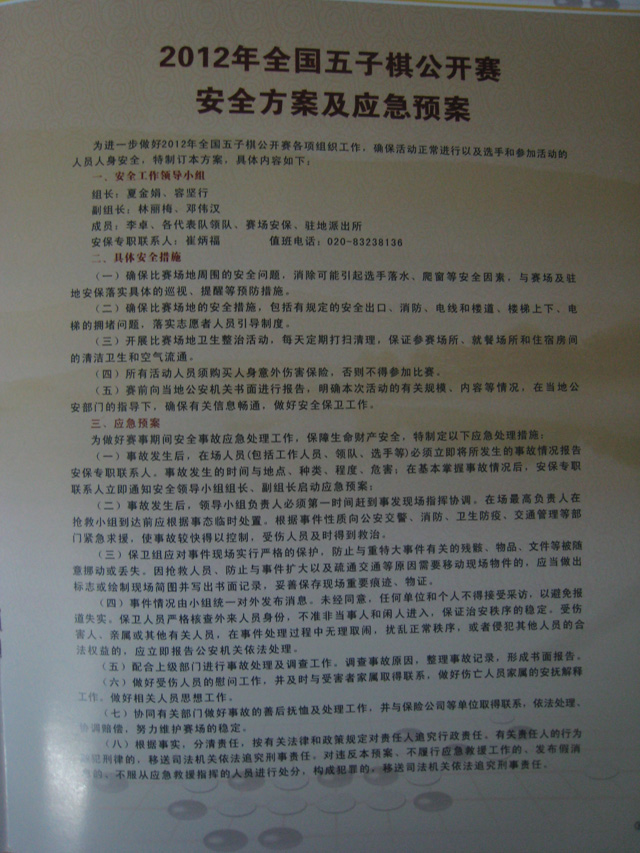 2012年全国五子棋公开赛
安全方案及应急预案
为进一步做好2012年全国五子棋公开赛各项组织工作，确保活动正常进行以及选手和参加活动的
人员人身安全，特制订本方案，具体内容如下：
一、安全工作领导小组
组长：夏金娟、容坚行
副组长：林丽梅、邓伟汉
成员：李卓、各代表队领队、赛场安保、驻地派出所
安保专职联系人：崔炳福 值班电话：020-83238136
二、具体安全措施
（一）确保比赛场地周围的安全问题，消除可能引起选手落水、爬窗等安全因素，与赛场及驻
地安保落实具体的巡视、提醒等预防措施。
（二）确保比赛场地的安全措施，包括有规定的安全出口、消防、电线和楼道、楼梯上下、电
梯的拥堵问题，落实志愿者人员引导制度。
（三）开展比赛场地卫生整治活动，每天定期打扫清理，保证参赛场所、就餐场所和住宿房间
的清洁卫生和空气流通。
（四）所有活动人员须购买人身意外伤害保险，否则不得参加比赛。
（五）赛前向当地公安机关书面进行报告，明确本次活动的有关规模、内容等情况，在当地公
安部门的指导下，确保有关信息畅通，做好安全保卫工作。
三、应急预案
为做好赛事期间安全事故应急处理工作，保障生命财产安全，特制定以下应急处理措施：
（一）事故发生后，在场人员(包括工作人员、领队、选手等)必须立即将所发生的事故情况报告
安保专职联系人。事故发生的时间与地点、种类、程度、危害；在基本掌握事故情况后，安保专职
联系人立即通知安全领导小组组长、副组长启动应急预案；
（二）事故发生后，领导小组负责人必须第一时间赶到事发现场指挥协调。在场最高负责人在
抢救小组到达前应根据事态临时处置。根据事件性质向公安交警、消防、卫生防疫、交通管理等部
门紧急求援，使事故较快得以控制，受伤人员及时得到救治。
（三）保卫组应对事件现场实行严格的保护，防止与重特大事件有关的残骸、物品、文件等被随
意挪动或丢失。因抢救人员、防止与事件扩大以及疏通交通等原因需要移动现场物件的，应当做出
标志或绘制现场简图并写出书面记录，妥善保存现场重要痕迹、物证。
（四）事件情况由小组统一对外发布消息。未经同意，任何单位和个人不得接受采访，以避免报
道失实。保卫人员严格核查外来人员身份，不准非当事人和闲人进入，保证治安秩序的稳定。受伤
害人、亲属或其他有关人员，在事件处理过程中无理取闹，扰乱正常秩序，或者侵犯其他人员的合
法权益的，应立即报告公安机关依法处理。
（五）配合上级部门进行事故处理及调查工作。调查事故原因，整理事故记录，形成书面报告。
（六）做好受伤人员的慰问工作，并及时与受害者家属取得联系，做好伤亡人员家属的安抚解释
工作，做好相关人员思想工作。
（七）协同有关部门做好事故的善后抚恤及处理工作，并与保险公司等单位取得联系，依法处理、
协调赔偿，努力维护赛场的稳定。
（八）根据事实，分清责任，按有关法律和政策规定对责任人追究行政责任。有关责任人的行为
犯刑律的，移送司法机关依法追究刑事责任。对违反本预案、不履行应急救援工作的、发布假消
的、不服从应急救援指挥的人员进行处分，构成犯罪的，移送司法机关依法追究刑事责任。